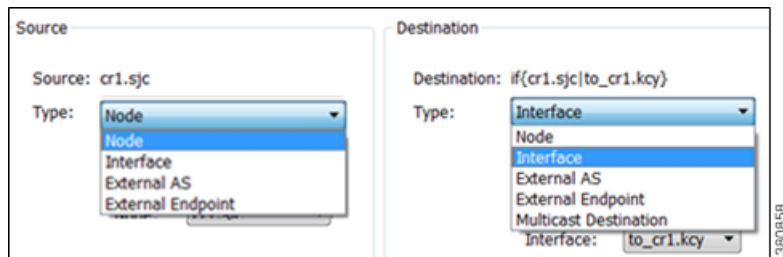 Source
Source: cr1.sjc
Type: Node
Node
Interface
External AS
External Endpoint
Destination
Destination: if{cr1.sjc|to_cr1.kcy}
Type: Interface
Node
Interface
External AS
External Endpoint
Multicast Destination
Interface: to_cr1.kcy
380858